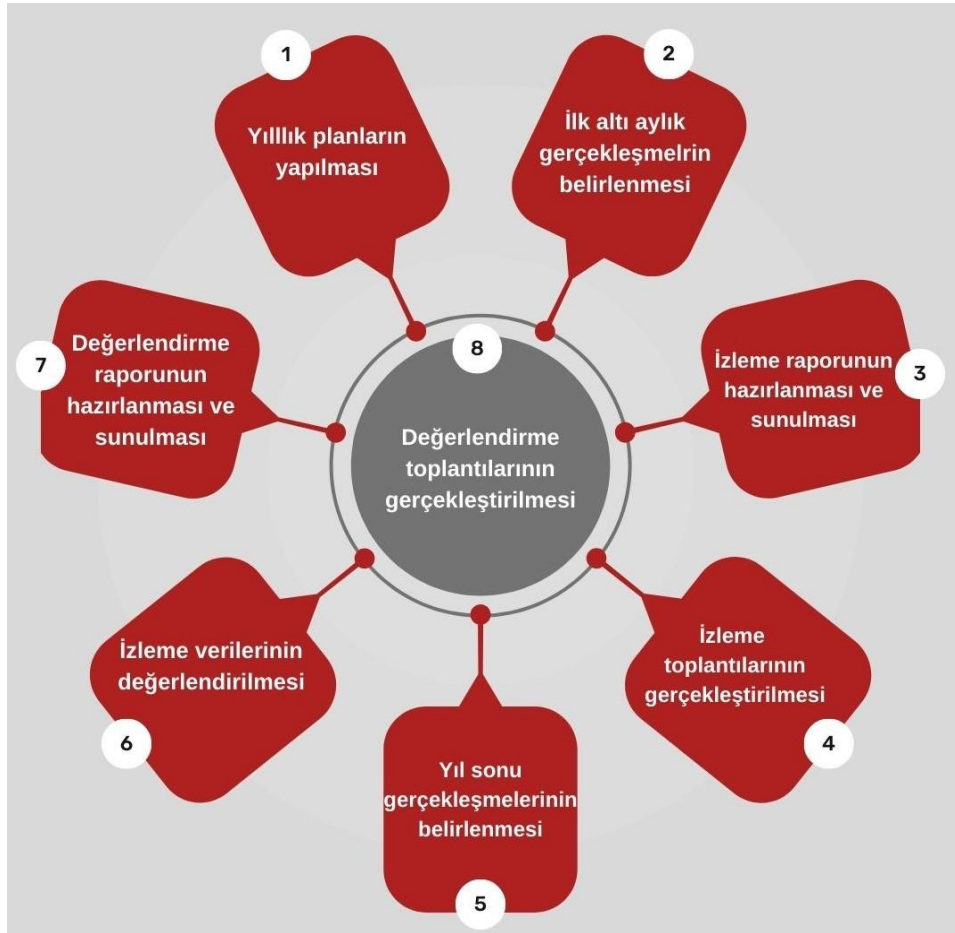 1
Yılllık planların
yapılması
2
İlk altı aylık
gerçekleşmelrin
belirlenmesi
3
İzleme raporunun
hazırlanması ve
sunulması
4
İzleme
toplantılarının
gerçekleştirilmesi
5
Yıl sonu
gerçekleşmelerinin
belirlenmesi
6
İzleme verilerinin
değerlendirilmesi
7
Değerlendirme
raporunun
hazırlanması ve
sunulması
8
Değerlendirme
toplantılarının
gerçekleştirilmesi